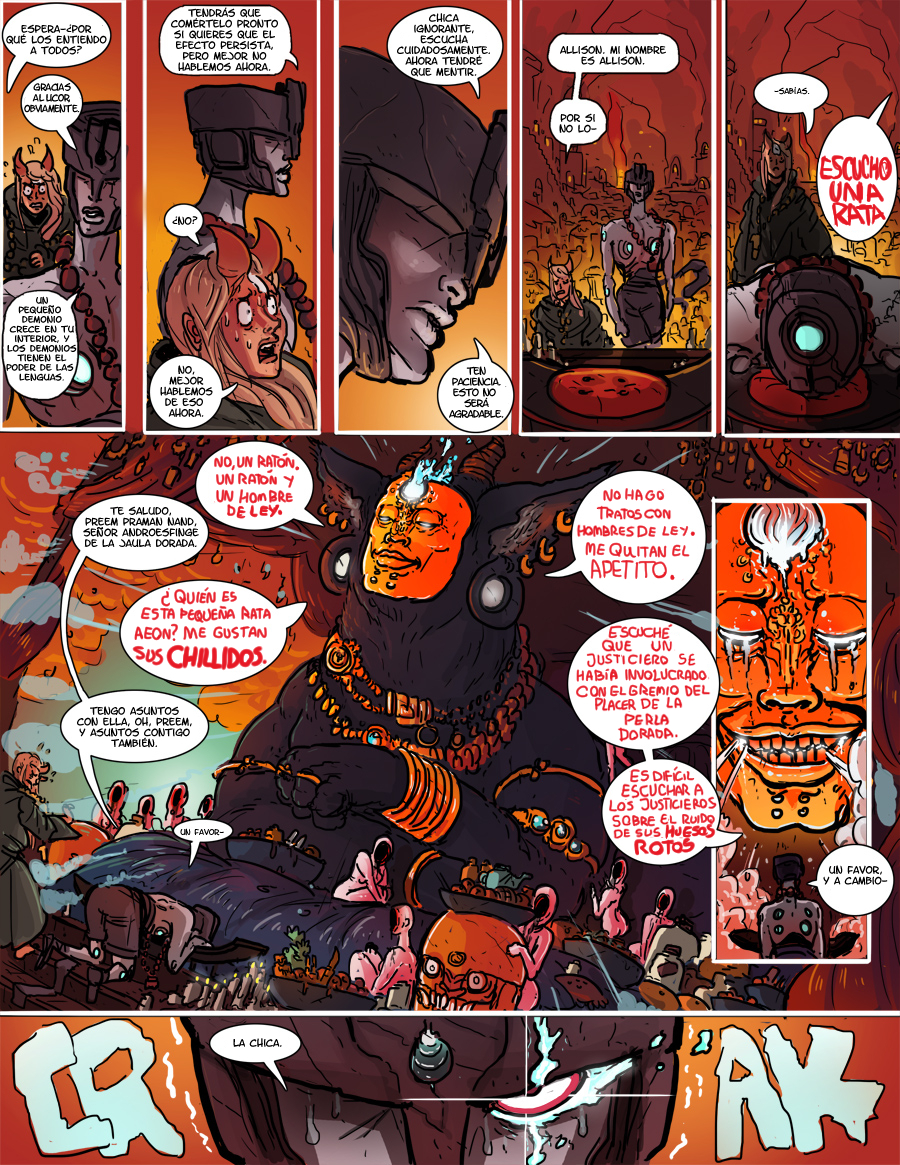 ESPERA-¿POR
QUÉ LOS ENTIENDO
A TODOS?
GRACIAS
AL UCOR
OBVIAMENTE.
UN
PEQUEÑO
DEMONIO
CRECE EN TU
INTERIOR, Y
LOS DEMONIOS
TIENEN EL
PODER DE LAS
LENGUAS.
TENDRÁS QUE
COMÉRTELO PRONTO
SI QUIERES QUE EL
EFECTO PERSISTA,
PERO MEJOR NO
HABLEMOS AHORA.
¿NO?
NO,
MEJOR
HABLEMOS
DE ESO
AHORA.
CHICA
IGNORANTE,
ESCUCHA
CUIDADOSAMENTE.
AHORA TENDRÉ
QUE MENTIR.
TEN
PACIENCIA.
ESTO NO
SERÁ
AGRADABLE.
ALLISON. MI NOMBRE
ES ALLISON.
POR SI
NO LO-
-SABÍAS.
ESCUCHO
UNA
RATA
NO, UN RATÓN.
UN RATÓN Y
UN HOMBRE
DE LEY.
TE SALUDO,
PREEM PRAMAN NAND,
SEÑOR ANDROESFINGE
DE LA JAULA DORADA.
¿QUIÉN ES
ESTA PEQUEÑA RATA
AEON? ME GUSTAN
SUS CHILLIDOS.
TENGO ASUNTOS
CON ELLA, OH, PREEM,
Y ASUNTOS CONTIGO
TAMBIÉN.
UN FAVOR-
NO HAGO
TRATOS CON
HOMBRES DE LEY.
ME QUITAN EL
APETITO.
ESCUCHÉ
QUE UN
JUSTICIERO SE
HABÍA INVOLUCRADO
CON EL GREMIO DEL
PLACER DE LA
PERLA
DORADA.
ES DIFÍCIL
ESCUCHAR A
LOS JUSTICIEROS
SOBRE EL RUIDO
DE SUS HUESOS
ROTOS
UN FAVOR,
Y A CAMBIO-
LA CHICA.
CR
AK